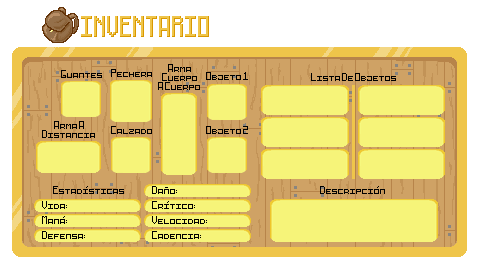 INVENTARIO
Guantes
Pechera
Arma
Cuerpo
ACuerpo
Objeto1
ListaDeObjetos
ArmaA
Distancia
Calzado
Objeto2
Estadísticas
Daño:
Descripción
Vida:
Crítico:
Maná:
Velocidad:
Defensa:
Cadencia: